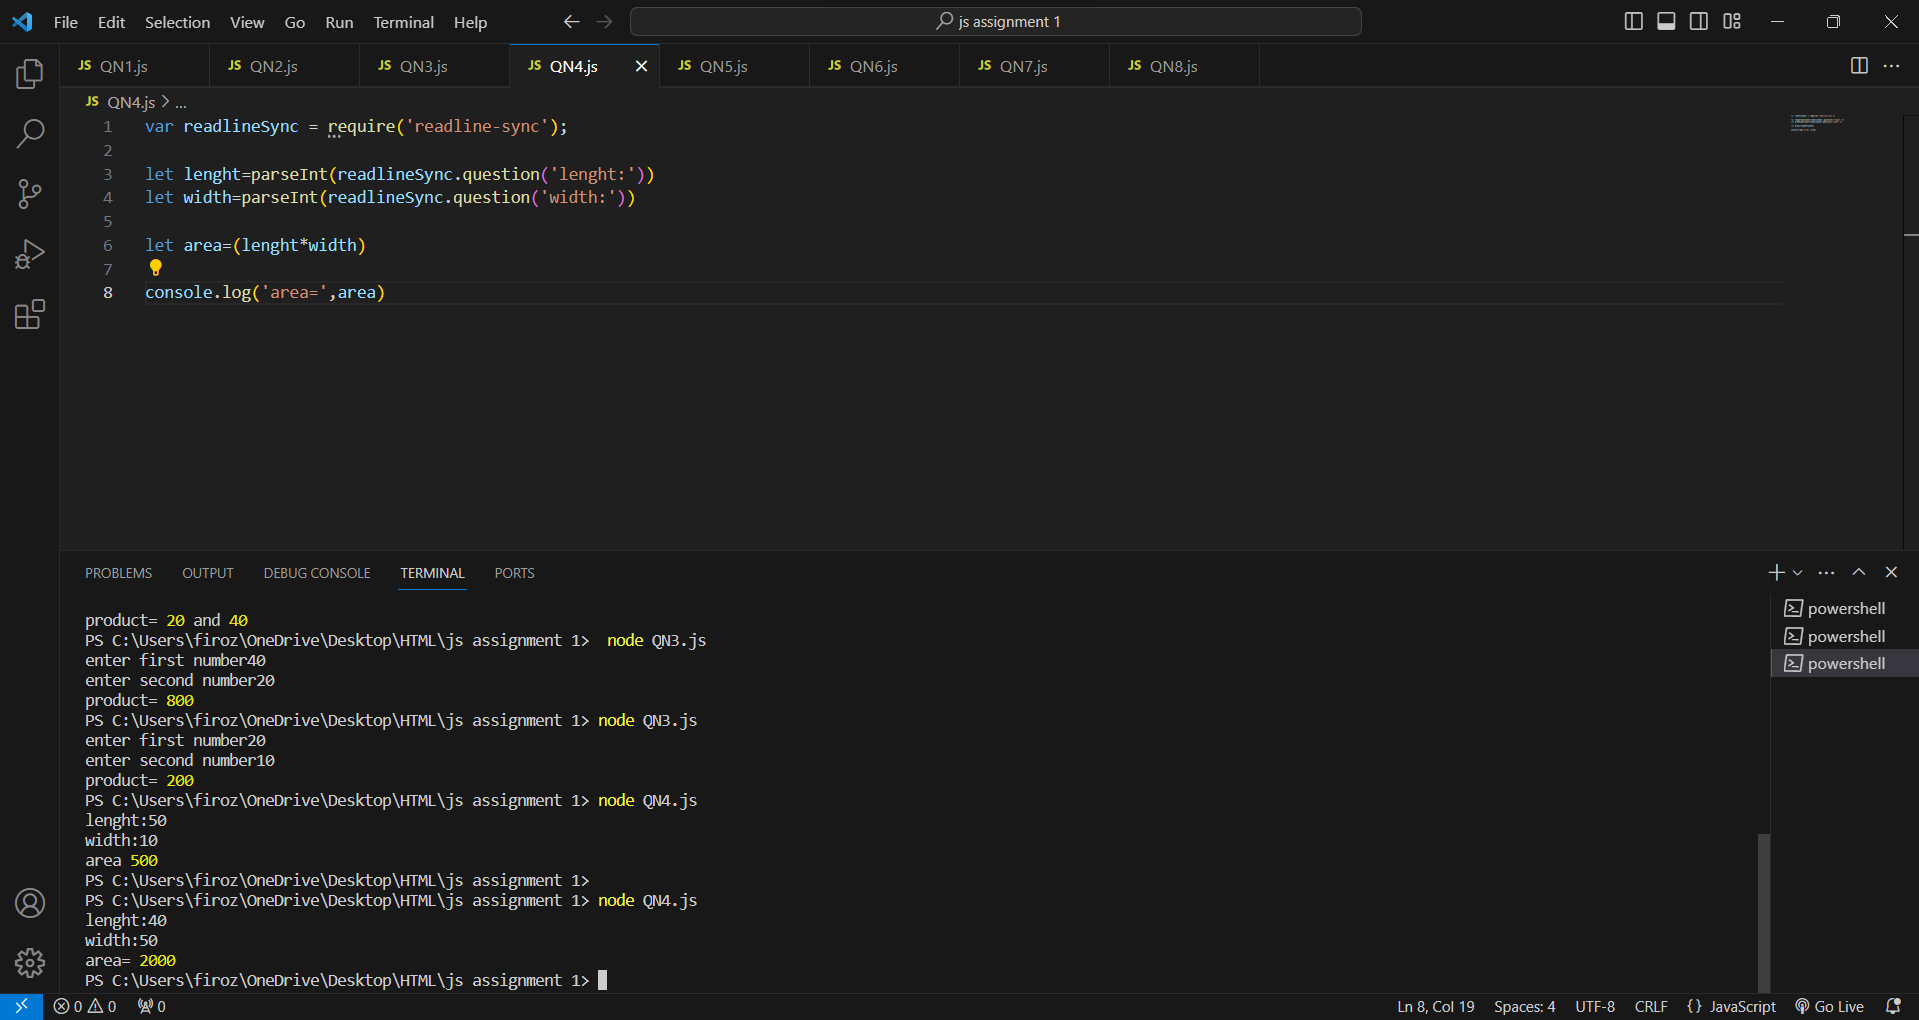 File Edit Selection View Go Run Terminal Help
js assignment 1
JS QN1.js JS QN2.js JS QN3.js JS QN4.js JS QN5.js JS QN6.js JS QN7.js JS QN8.js
JS QN4.js > ...
1 var readlineSync = require('readline-sync');
2
3 let lenght=parseInt(readlineSync.question('lenght:'))
4 let width=parseInt(readlineSync.question('width:'))
5
6 let area=(lenght*width)
7
8 console.log('area=',area)
PROBLEMS OUTPUT DEBUG CONSOLE TERMINAL PORTS
product= 20 and 40
PS C:\Users\firoz\OneDrive\Desktop\HTML\js assignment 1>  node QN3.js
enter first number40
enter second number20
product= 800
PS C:\Users\firoz\OneDrive\Desktop\HTML\js assignment 1> node QN3.js
enter first number20
enter second number10
product= 200
PS C:\Users\firoz\OneDrive\Desktop\HTML\js assignment 1> node QN4.js
lenght:50
width:10
area 500
PS C:\Users\firoz\OneDrive\Desktop\HTML\js assignment 1>
PS C:\Users\firoz\OneDrive\Desktop\HTML\js assignment 1> node QN4.js
lenght:40
width:50
area= 2000
PS C:\Users\firoz\OneDrive\Desktop\HTML\js assignment 1>
powershell
powershell
powershell
0 0 0 Ln 8, Col 19 Spaces: 4 UTF-8 CRLF {} JavaScript Go Live